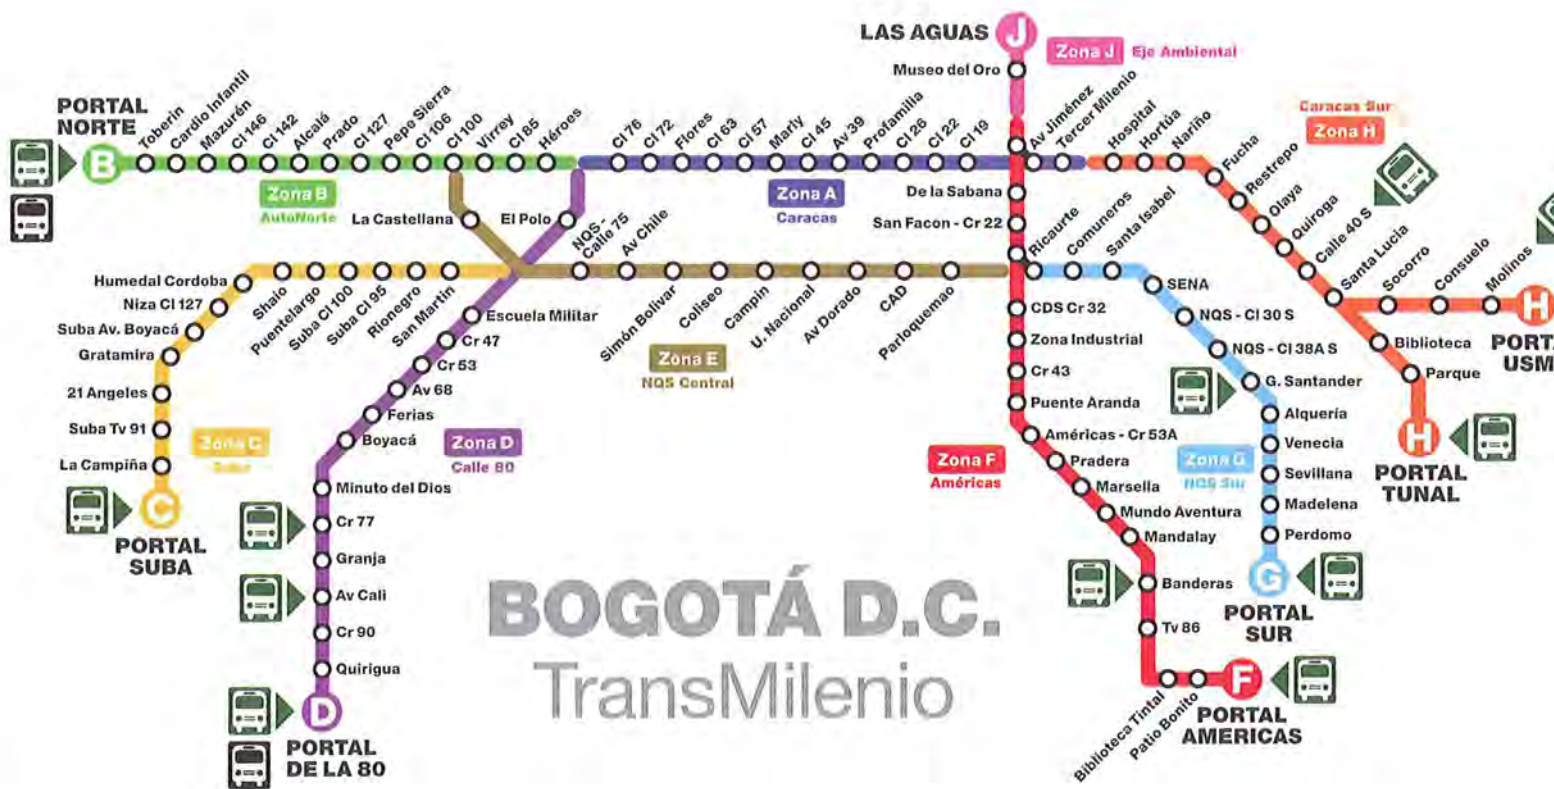 LAS AGUAS
J
Zona J
Eje Ambiental
Museo del Oro
PORTAL
NORTE
B
Toberin
Cardio Infantil
Mazurén
Cl 146
Cl 142
Alcalá
Prado
Cl 127
Pepe Sierra
Cl 106
Cl 100
Virrey
Cl 85
Héroes
Cl 76
Cl 72
Flores
Cl 63
Cl 57
Marly
Cl 45
Av 39
Profamilia
Cl 26
Cl 22
Cl 19
Av Jiménez
Tercer Milenio
Hospital
Hortúa
Nariño
Caracas Sur
Zona H
Fucha
Restrepo
Olaya
Quiroga
Calle 40 S
Santa Lucia
Socorro
Consuelo
Molinos
H
PORTA
USM
Biblioteca
Parque
H
PORTAL
TUNAL
Zona B
AutoNorte
Zona A
Caracas
La Castellana
El Polo
De la Sabana
San Facon - Cr 22
NQS -
Calle 75
Av Chile
Simón Bolivar
Coliseo
Campin
U. Nacional
Av Dorado
CAD
Parloquemao
Zona E
NQS Central
Ricaurte
Comuneros
Santa Isabel
SENA
NQS - Cl 30 S
NQS - Cl 38A S
G. Santander
Alquería
Venecia
Sevillana
Madelena
Perdomo
Zona G
NQS Sur
G
PORTAL
SUR
Humedal Cordoba
Niza Cl 127
Suba Av. Boyacá
Gratamira
21 Angeles
Suba Tv 91
La Campiña
Shaio
Puentelargo
Suba Cl 100
Suba Cl 95
Rionegro
San Martin
Zona C
Suba
C
PORTAL
SUBA
Escuela Militar
Cr 47
Cr 53
Av 68
Ferias
Boyacá
Zona D
Calle 80
Minuto del Dios
Cr 77
Granja
Av Cali
Cr 90
Quirigua
D
PORTAL
DE LA 80
CDS Cr 32
Zona Industrial
Cr 43
Puente Aranda
Américas - Cr 53A
Pradera
Marsella
Mundo Aventura
Mandalay
Banderas
Tv 86
Biblioteca Tintal
Patio Bonito
Zona F
Américas
F
PORTAL
AMERICAS
BOGOTÁ D.C.
TransMilenio